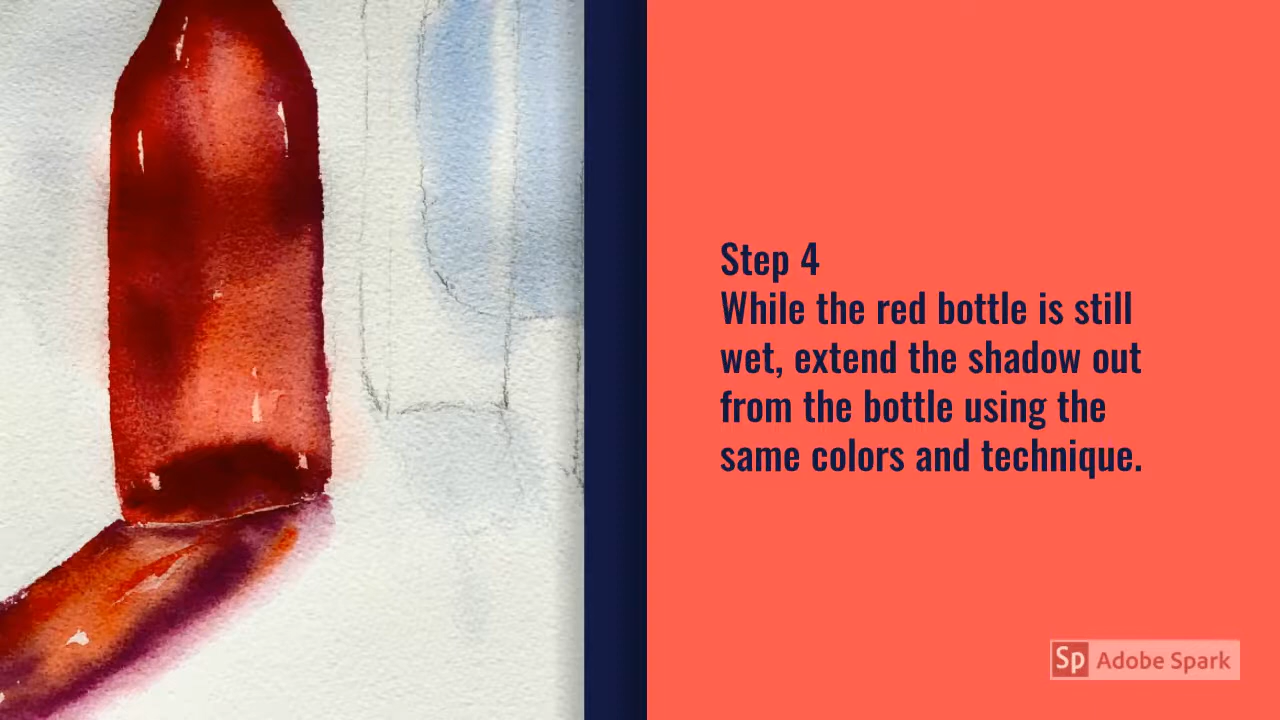 Step 4
While the red bottle is still
wet, extend the shadow out
from the bottle using the
same colors and technique.
Sp Adobe Spark